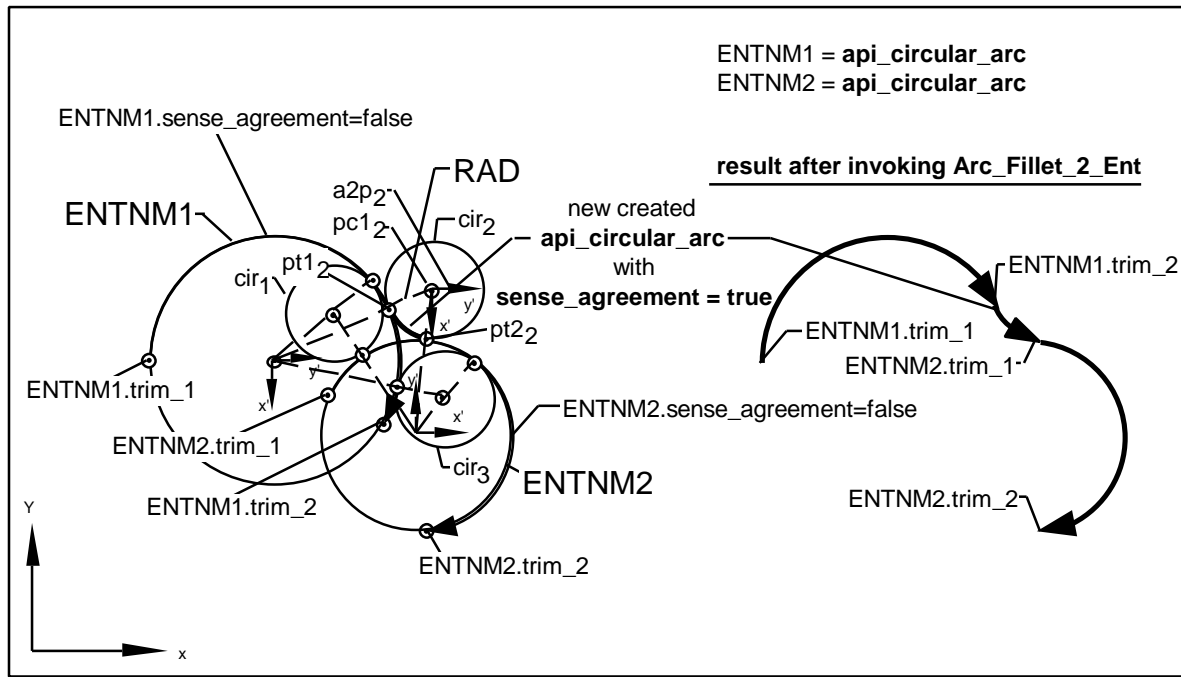 ENTNM1 = api_circular_arc
ENTNM2 = api_circular_arc
ENTNM1.sense_agreement=false
result after invoking Arc_Fillet_2_Ent
RAD
a2p2
ENTNM1
pc12
cir2
new created
api_circular_arc
with
sense_agreement = true
pt12
cir1
ENTNM1.trim_2
y'
x'
pt22
ENTNM1.trim_1
ENTNM2.trim_1
ENTNM1.trim_1
y'
x'
y'
x'
ENTNM2.sense_agreement=false
ENTNM2.trim_1
cir3
ENTNM2
ENTNM1.trim_2
ENTNM2.trim_2
ENTNM2.trim_2
Y
x